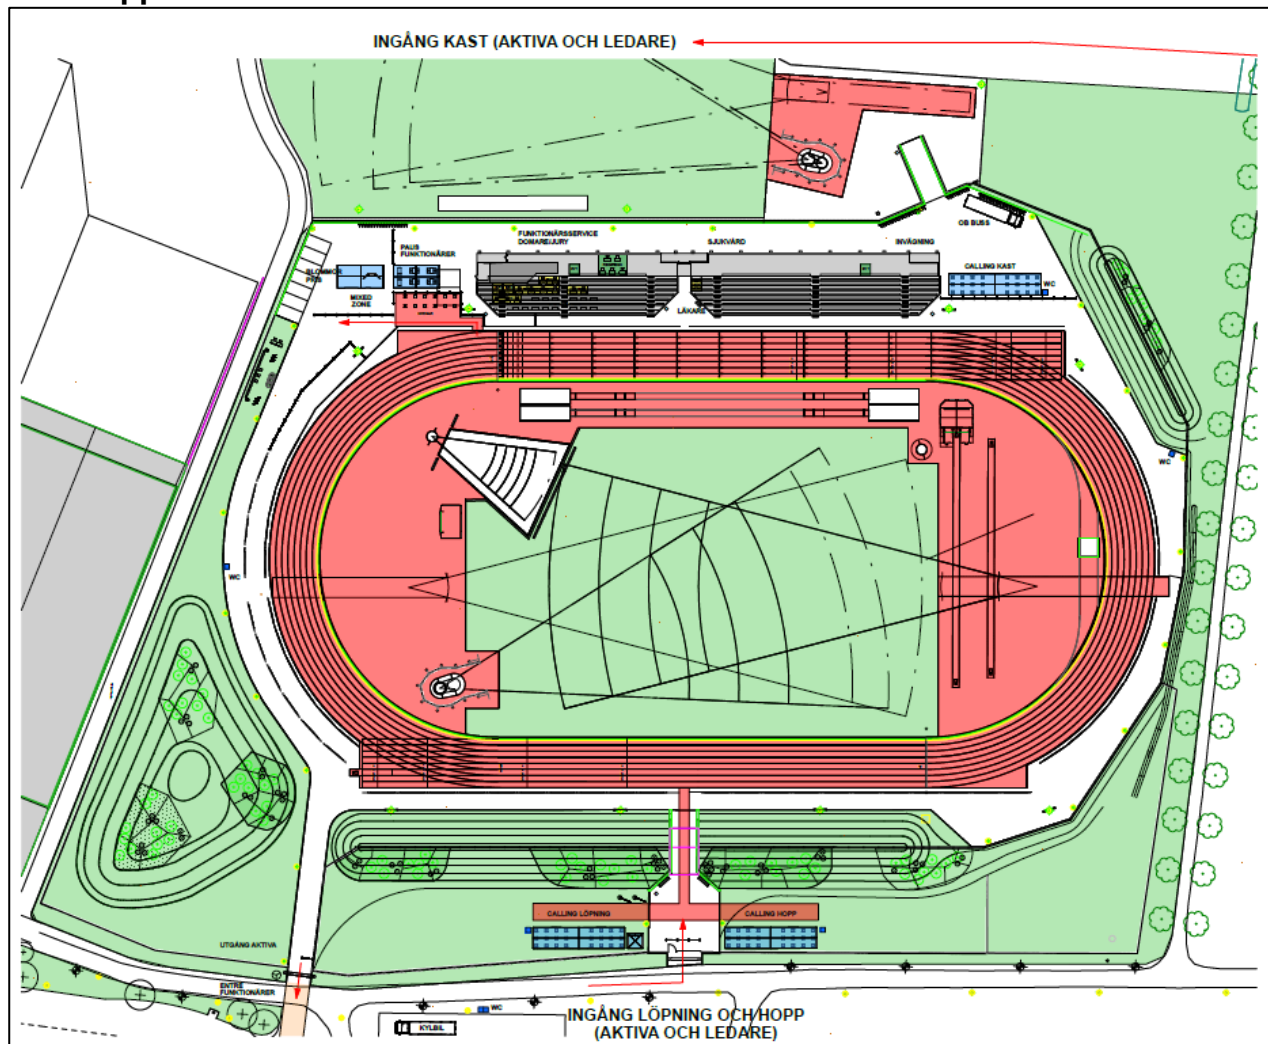 INGÅNG KAST (AKTIVA OCH LEDARE)
OB BUSS
FUNKTIONÄRSSERVICE
DOMARE/JURY
SJUKVÅRD
INVÄGNING
PAUS
FUNKTIONÄRER
BLOMMOR
PRIS
CALLING KAST
WC
MIXED
ZONE
LÄKARE
WC
WC
CALLING LÖPNING
CALLING HOPP
UTGÅNG AKTIVA
ENTRE
FUNKTIONÄRER
WC
KYLBIL
INGÅNG LÖPNING OCH HOPP
(AKTIVA OCH LEDARE)